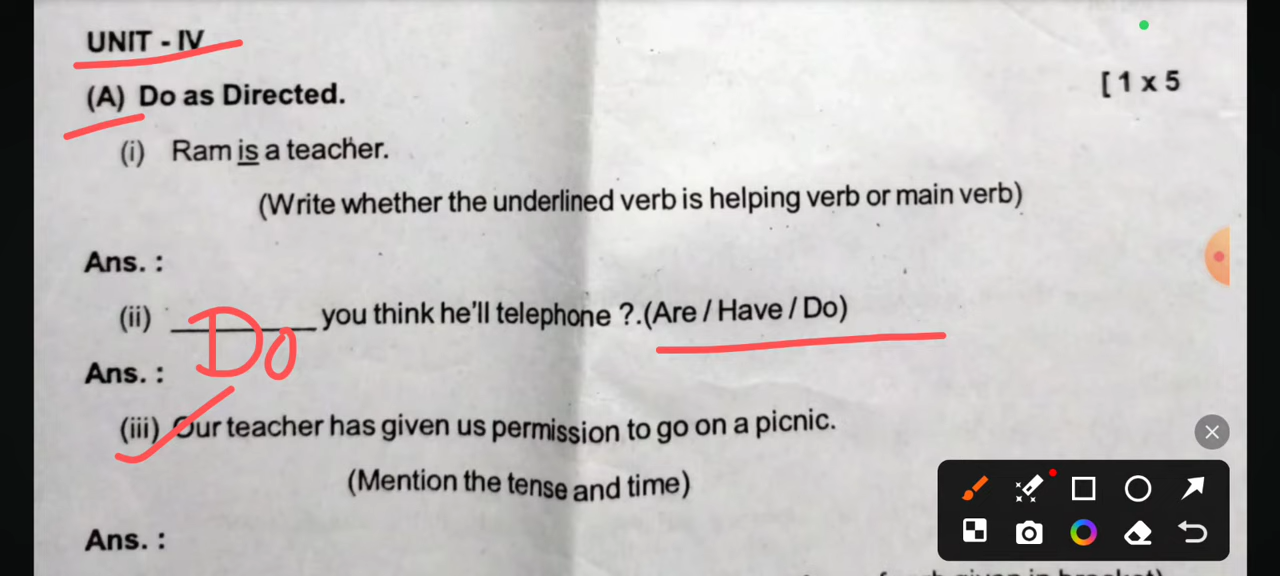 UNIT - IV
(A) Do as Directed.
[ 1 x 5
(i) Ram is a teacher.
(Write whether the underlined verb is helping verb or main verb)
Ans. :
(ii) ________ you think he'll telephone ?.(Are / Have / Do)
Do
Ans. :
(iii) Our teacher has given us permission to go on a picnic.
(Mention the tense and time)
Ans. :